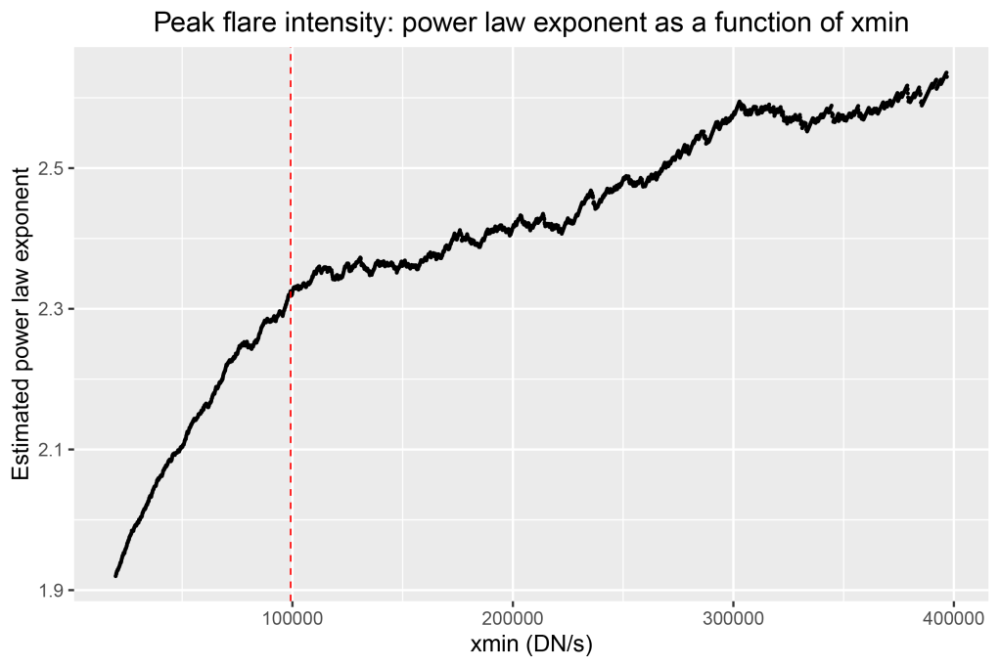 Peak flare intensity: power law exponent as a function of xmin
Estimated power law exponent
2.5
2.3
2.1
1.9
100000
200000
300000
400000
xmin (DN/s)